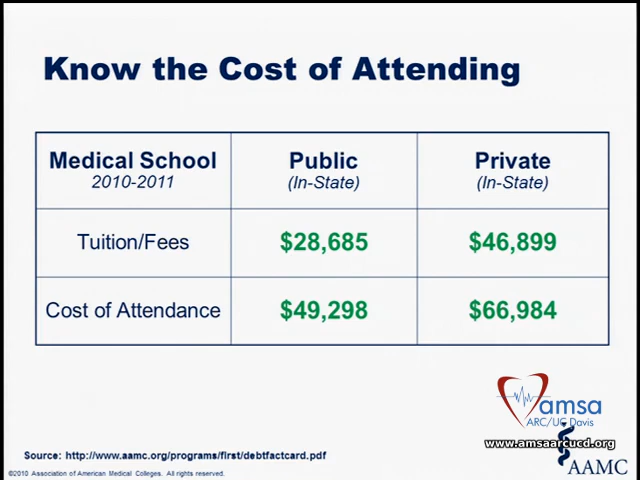 Know the Cost of Attending
Medical School Public Private
2010-2011 (In-State) (In-State)
Tuition/Fees $28,685 $46,899
Cost of Attendance $49,298 $66,984
amsa
ARC/UC Davis
www.amsaarcucd.org
Source: http://www.aamc.org/programs/first/debtfactcard.pdf
AAMC
©2010 Association of American Medical Colleges. All rights reserved.